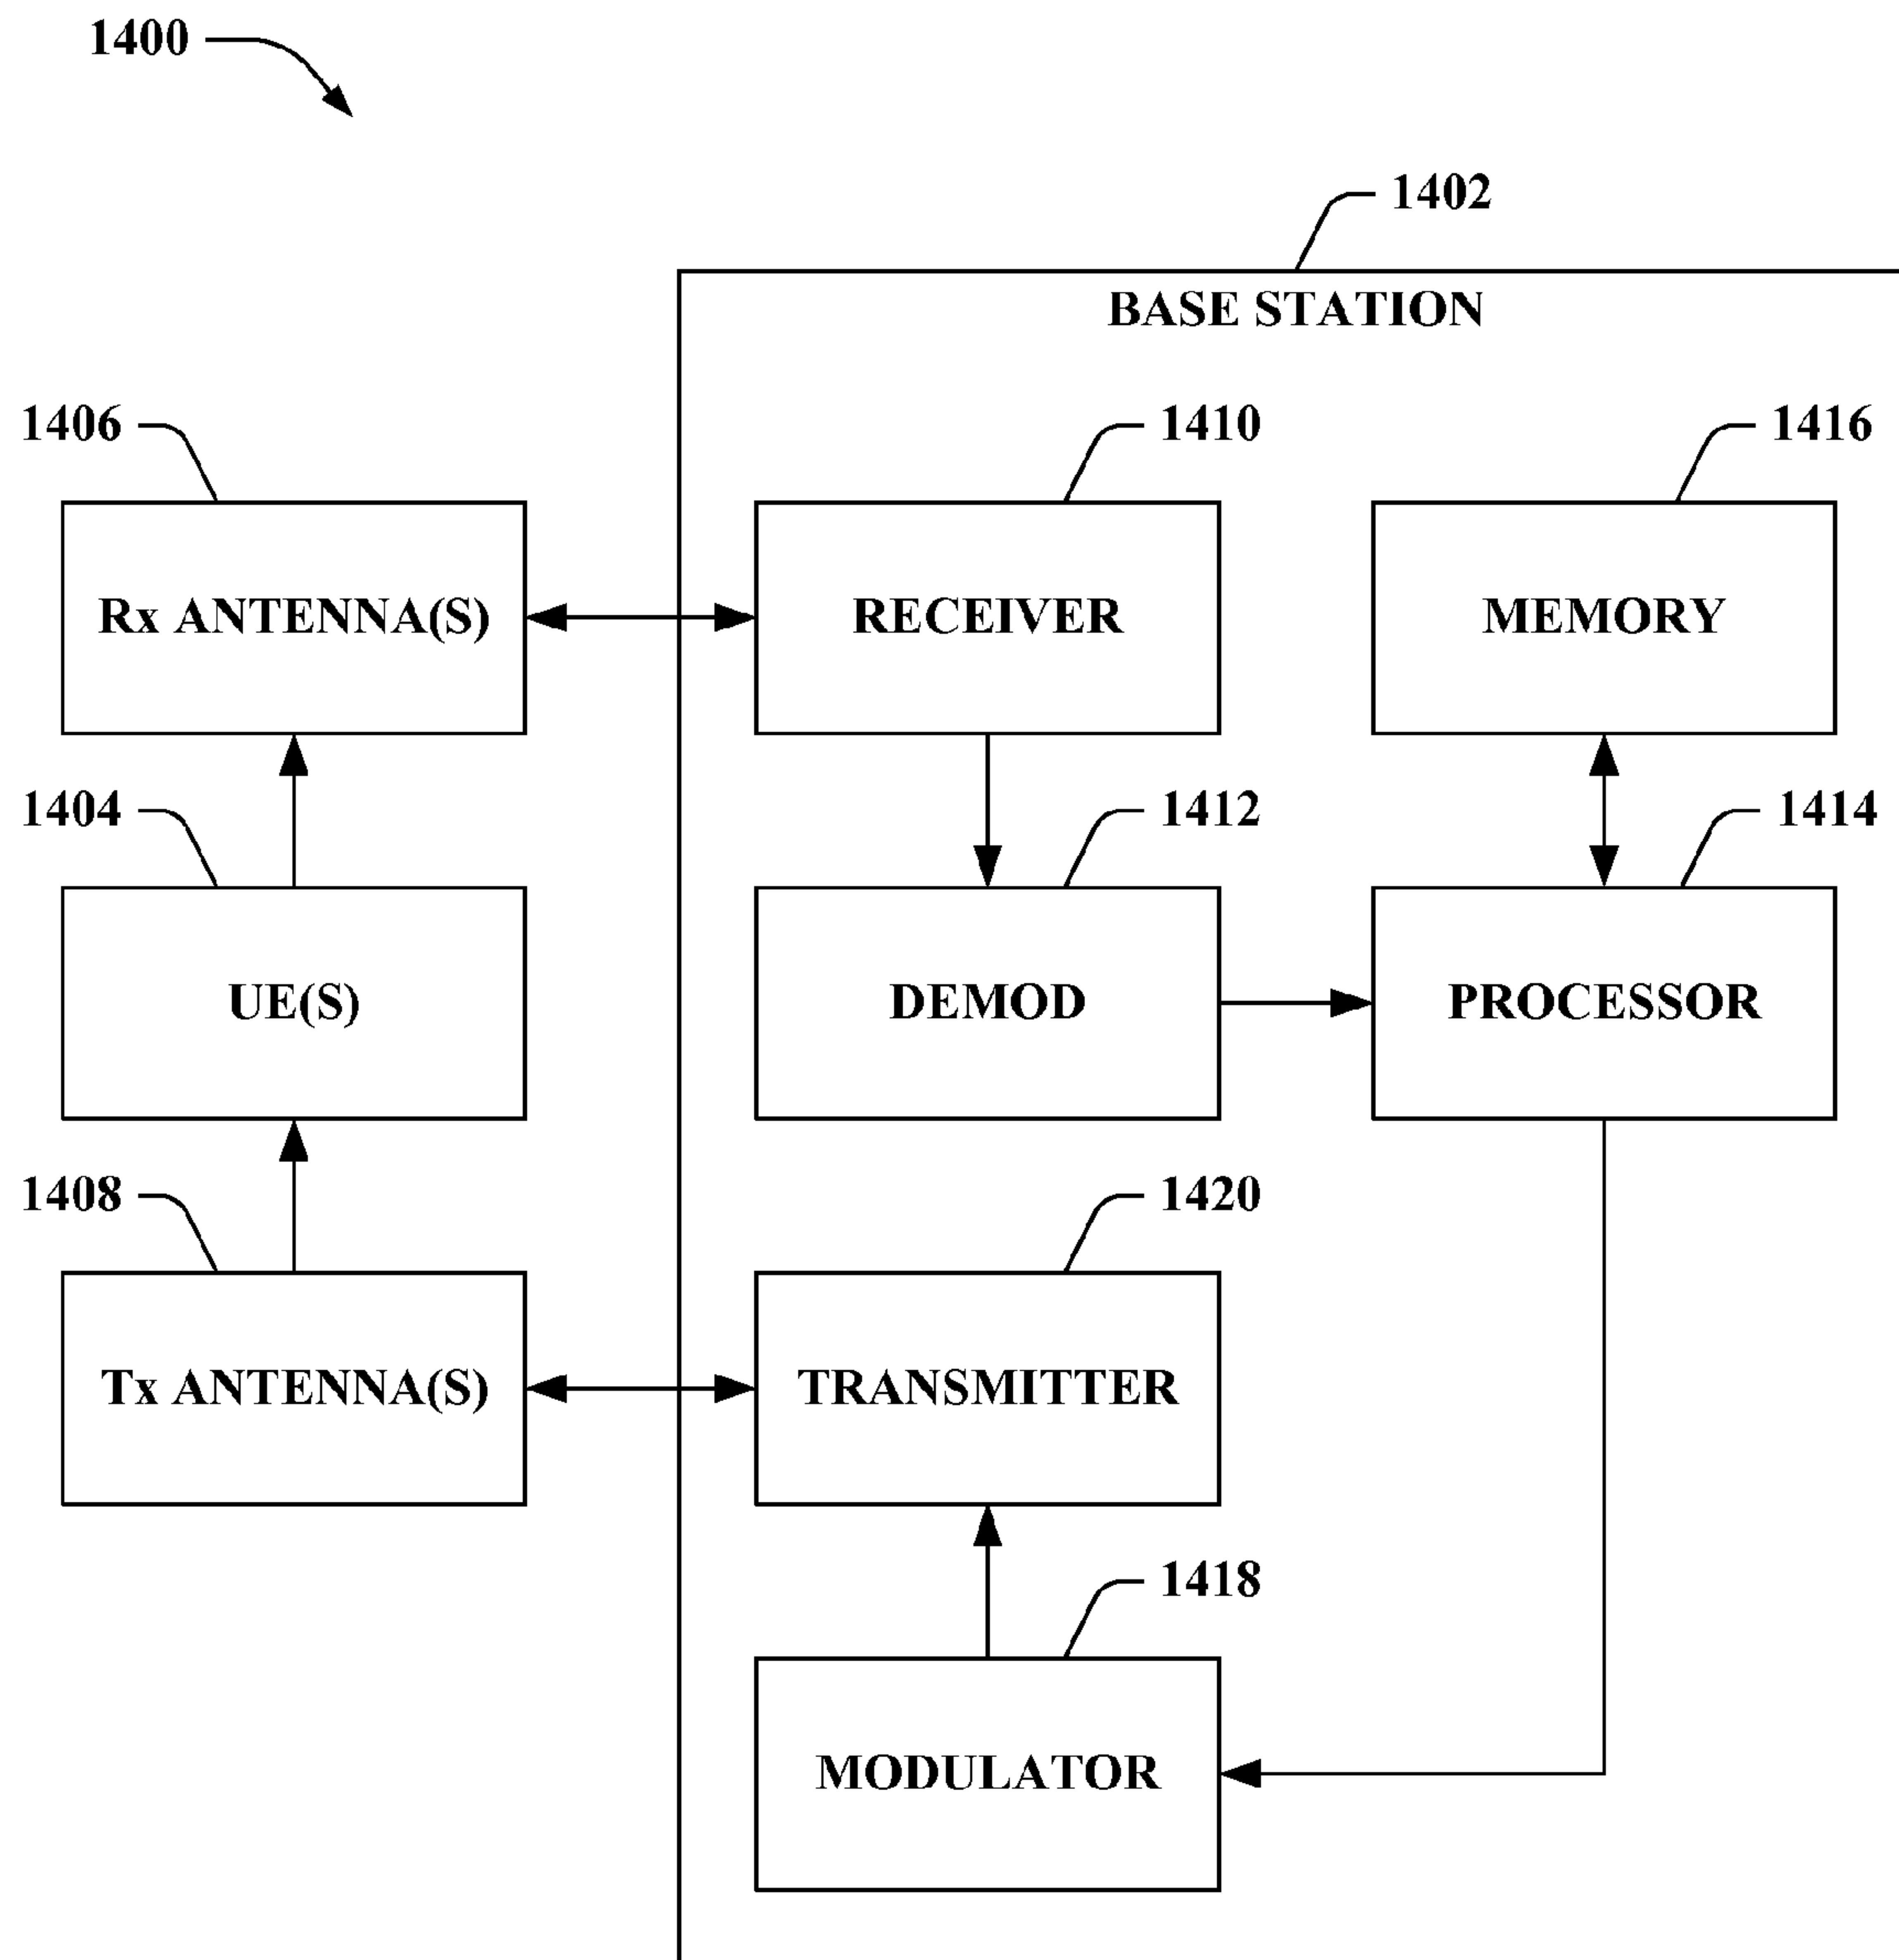 1400
1402
BASE STATION
1406
1410
1416
Rx ANTENNA(S)
RECEIVER
MEMORY
1404
1412
1414
UE(S)
DEMOD
PROCESSOR
1408
1420
Tx ANTENNA(S)
TRANSMITTER
1418
MODULATOR